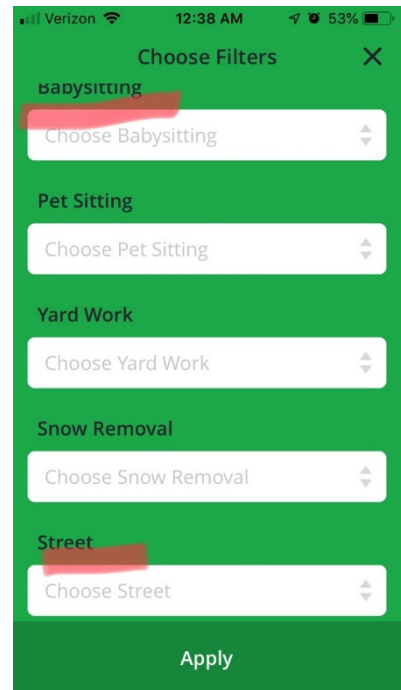 Verizon 12:38 AM 53%
Choose Filters
Babysitting
Choose Babysitting
Pet Sitting
Choose Pet Sitting
Yard Work
Choose Yard Work
Snow Removal
Choose Snow Removal
Street
Choose Street
Apply